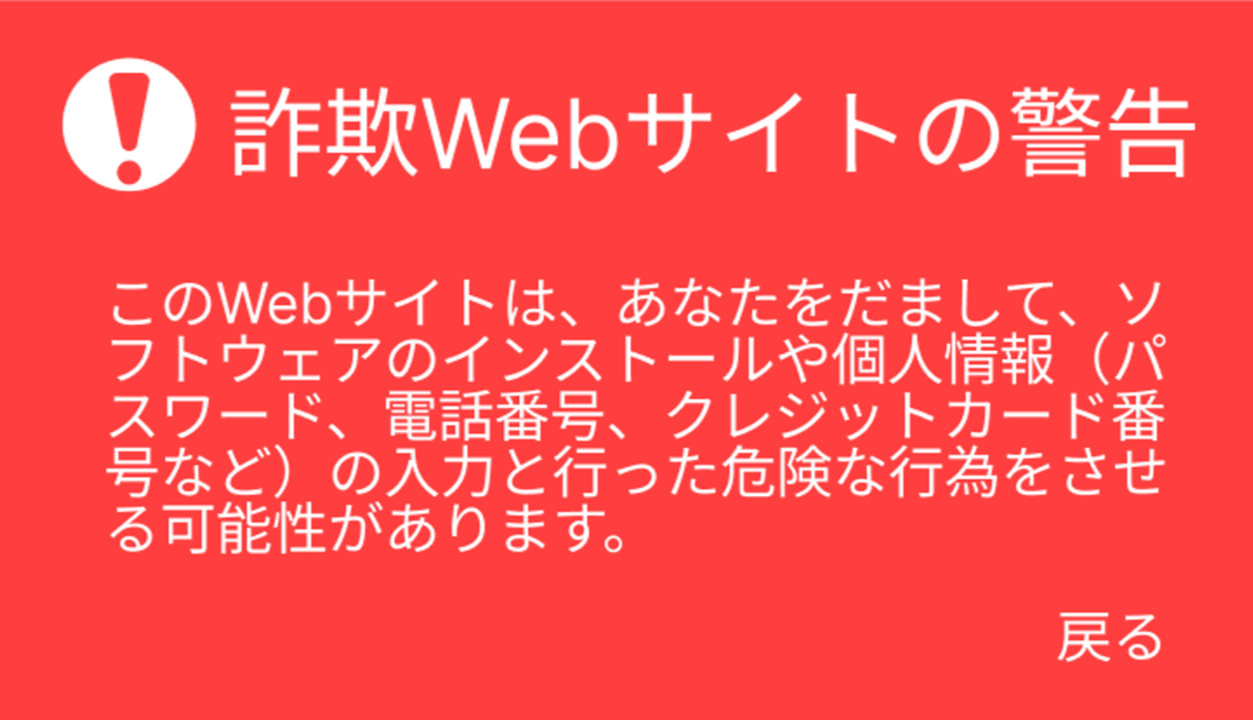 詐欺Webサイトの警告
このWebサイトは、あなたをだまして、ソ
フトウェアのインストールや個人情報（パ
スワード、電話番号、クレジットカード番
号など）の入力と行った危険な行為をさせ
る可能性があります。
戻る